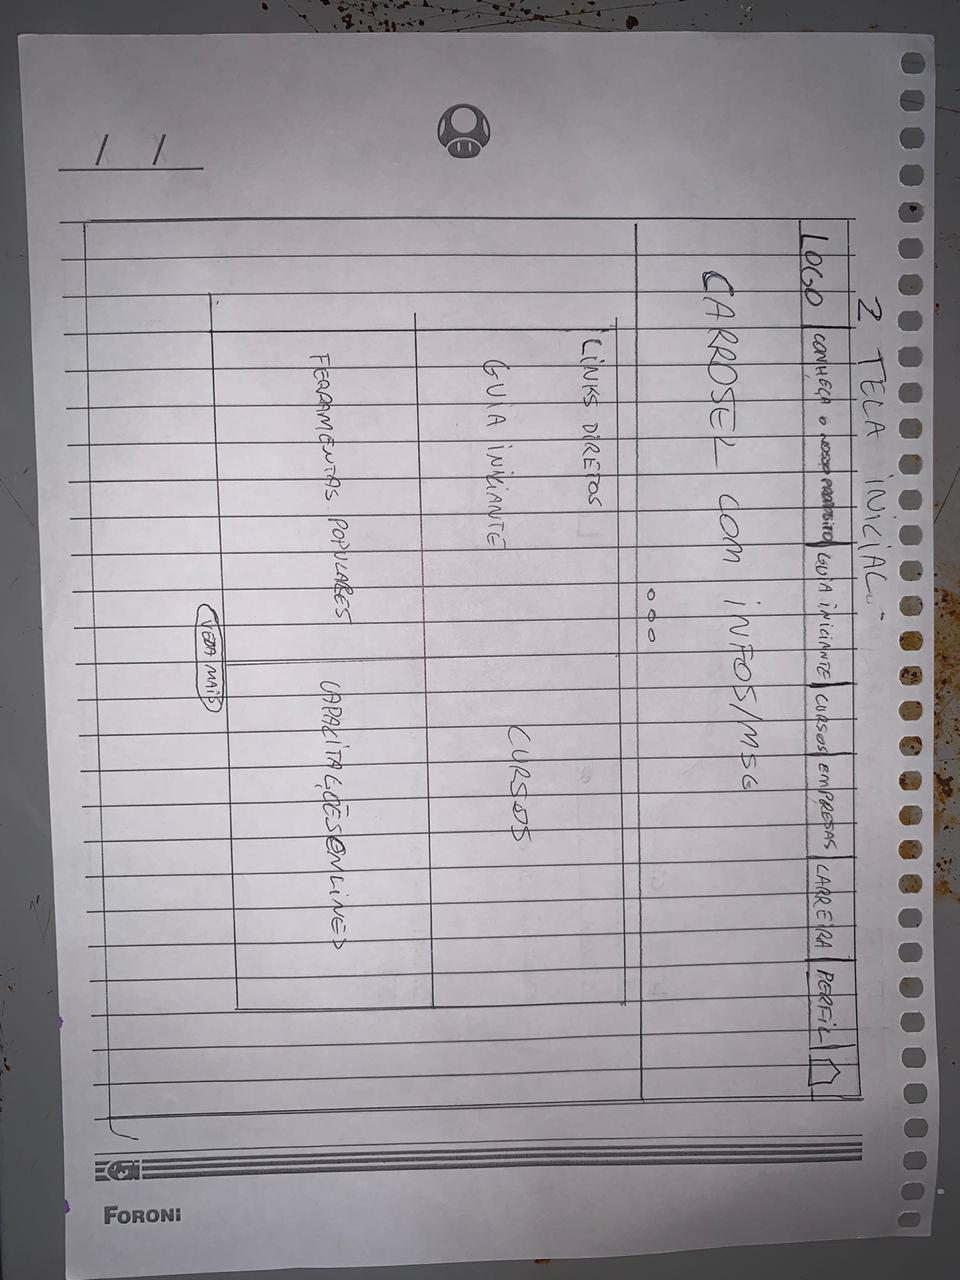 2 TELA INICIAL.-
LOGO CONHEÇA O NOSSO PROPÓSITO GUIA INICIANTE CURSOS EMPRESAS CARREIRA PERFIL
CARROSEL COM INFOS/MSG
LINKS DIRETOS
GUIA INICIANTE
CURSOS
FERRAMENTAS POPULARES
CAPACITAÇÕES ONLINES
VEJA MAIS
FORONI